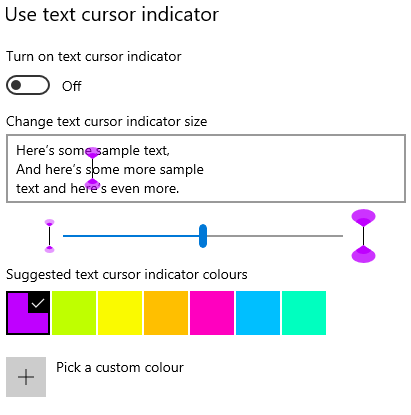 Use text cursor indicator
Turn on text cursor indicator
Off
Change text cursor indicator size
Here's some sample text,
And here's some more sample
text and here's even more.
Suggested text cursor indicator colours
Pick a custom colour